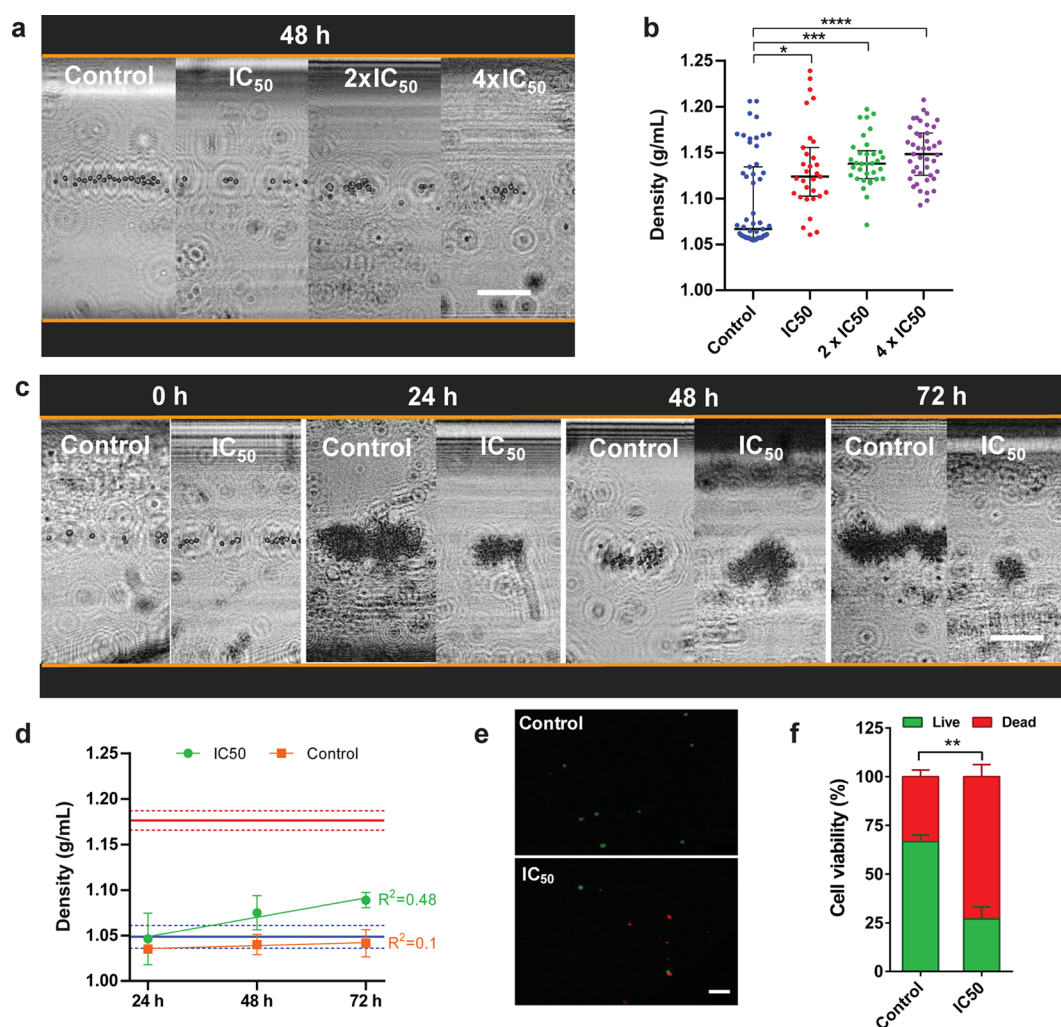 a
48 h
Control
IC50
2xIC50
4xIC50
b
****
***
*
Density (g/mL)
1.25
1.20
1.15
1.10
1.05
1.00
Control
IC50
2 x IC50
4 x IC50
c
0 h
24 h
48 h
72 h
Control
IC50
Control
IC50
Control
IC50
Control
IC50
d
IC50
Control
Density (g/mL)
1.25
1.20
1.15
1.10
1.05
1.00
R²=0.48
R²=0.1
24 h
48 h
72 h
e
Control
IC50
f
Live
Dead
**
Cell viability (%)
125
100
75
50
25
0
Control
IC50